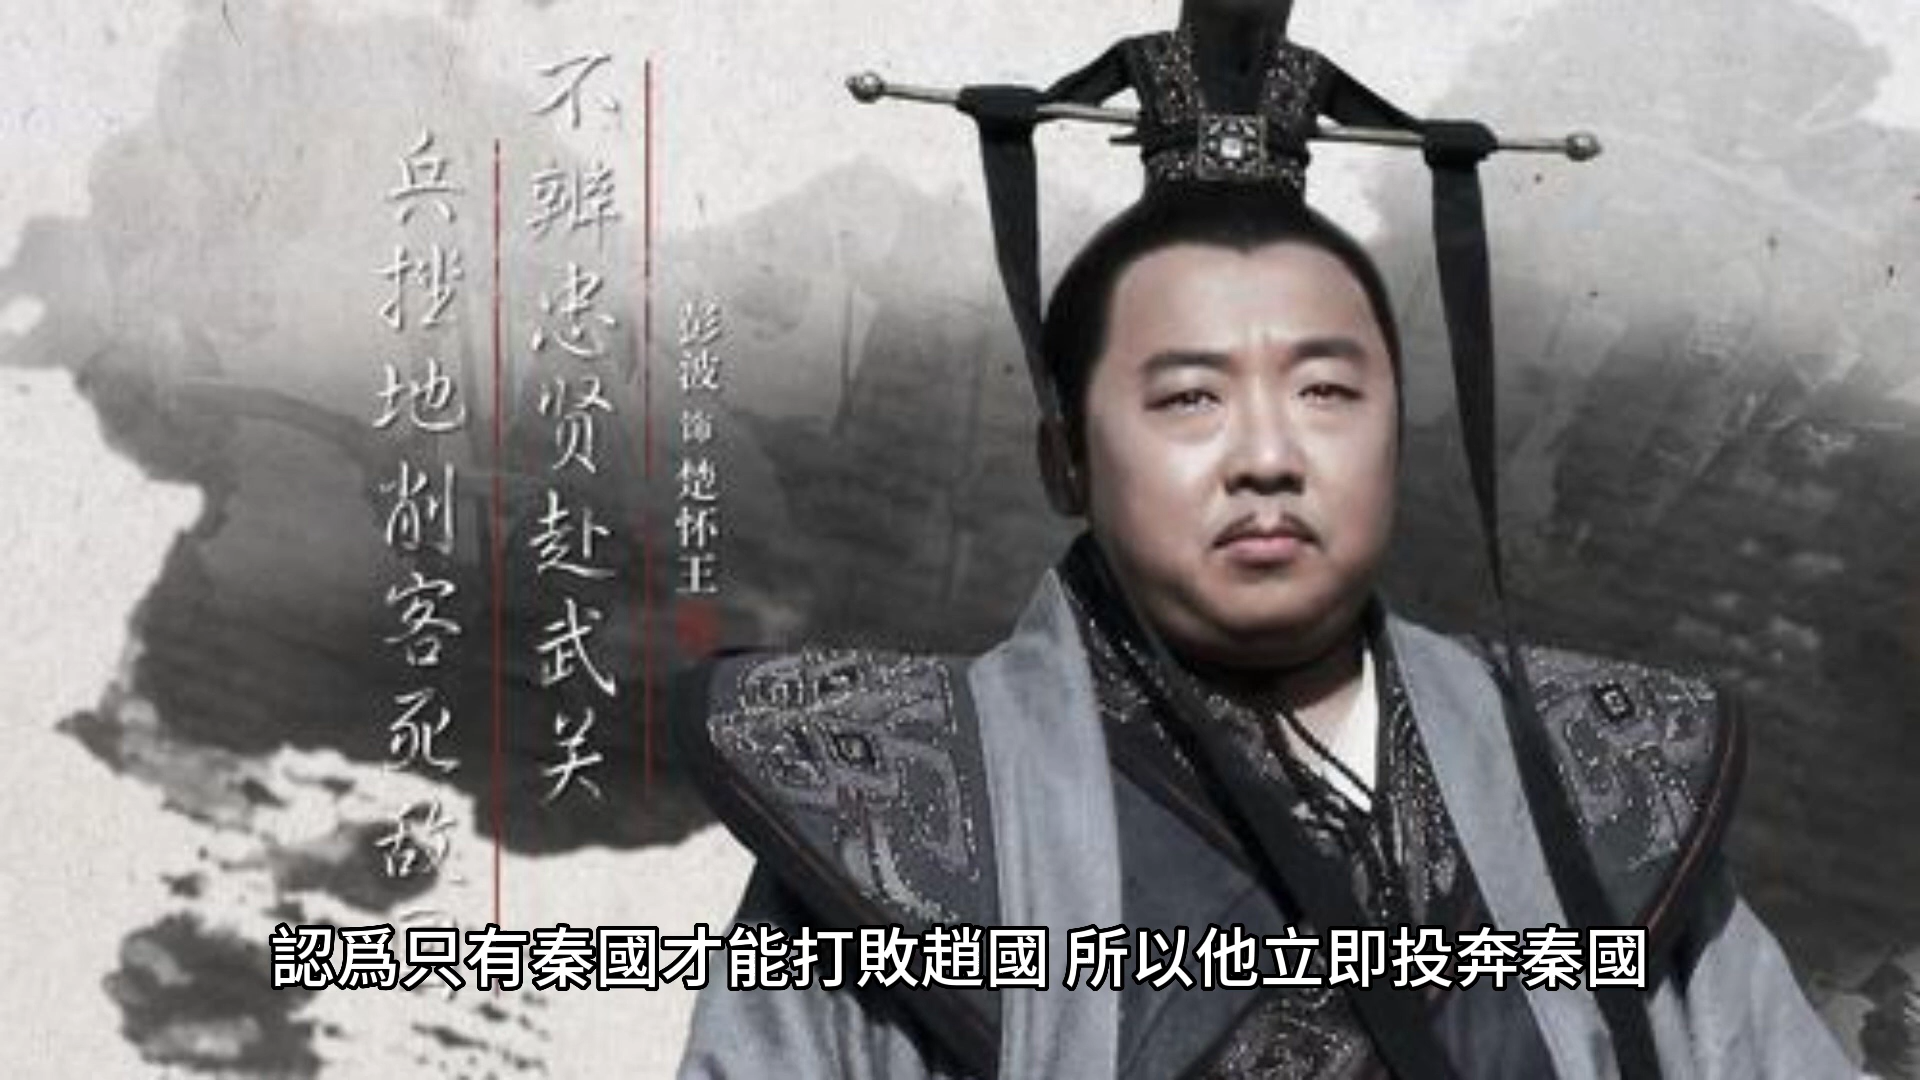 不辨忠贤赴武关
兵挫地削客死故
彭波 饰 楚怀王
認爲只有秦國才能打敗趙國 所以他立即投奔秦國